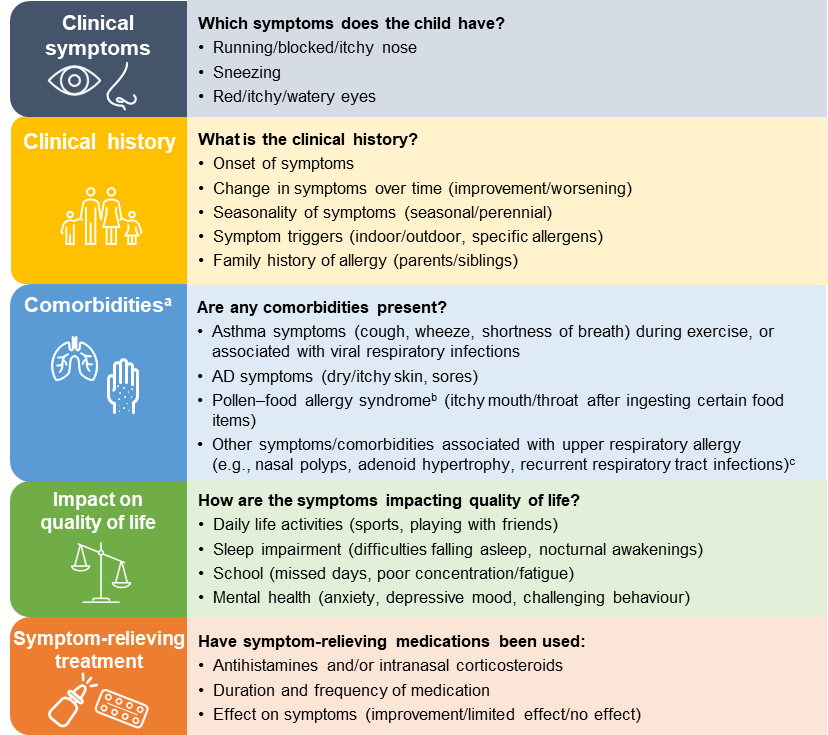 Clinical
symptoms
Which symptoms does the child have?
• Running/blocked/itchy nose
• Sneezing
• Red/itchy/watery eyes
Clinical history
What is the clinical history?
• Onset of symptoms
• Change in symptoms over time (improvement/worsening)
• Seasonality of symptoms (seasonal/perennial)
• Symptom triggers (indoor/outdoor, specific allergens)
• Family history of allergy (parents/siblings)
Comorbiditiesᵃ
Are any comorbidities present?
• Asthma symptoms (cough, wheeze, shortness of breath) during exercise, or
associated with viral respiratory infections
• AD symptoms (dry/itchy skin, sores)
• Pollen–food allergy syndromeᵇ (itchy mouth/throat after ingesting certain food
items)
• Other symptoms/comorbidities associated with upper respiratory allergy
(e.g., nasal polyps, adenoid hypertrophy, recurrent respiratory tract infections)ᶜ
Impact on
quality of life
How are the symptoms impacting quality of life?
• Daily life activities (sports, playing with friends)
• Sleep impairment (difficulties falling asleep, nocturnal awakenings)
• School (missed days, poor concentration/fatigue)
• Mental health (anxiety, depressive mood, challenging behaviour)
Symptom-relieving
treatment
Have symptom-relieving medications been used:
• Antihistamines and/or intranasal corticosteroids
• Duration and frequency of medication
• Effect on symptoms (improvement/limited effect/no effect)